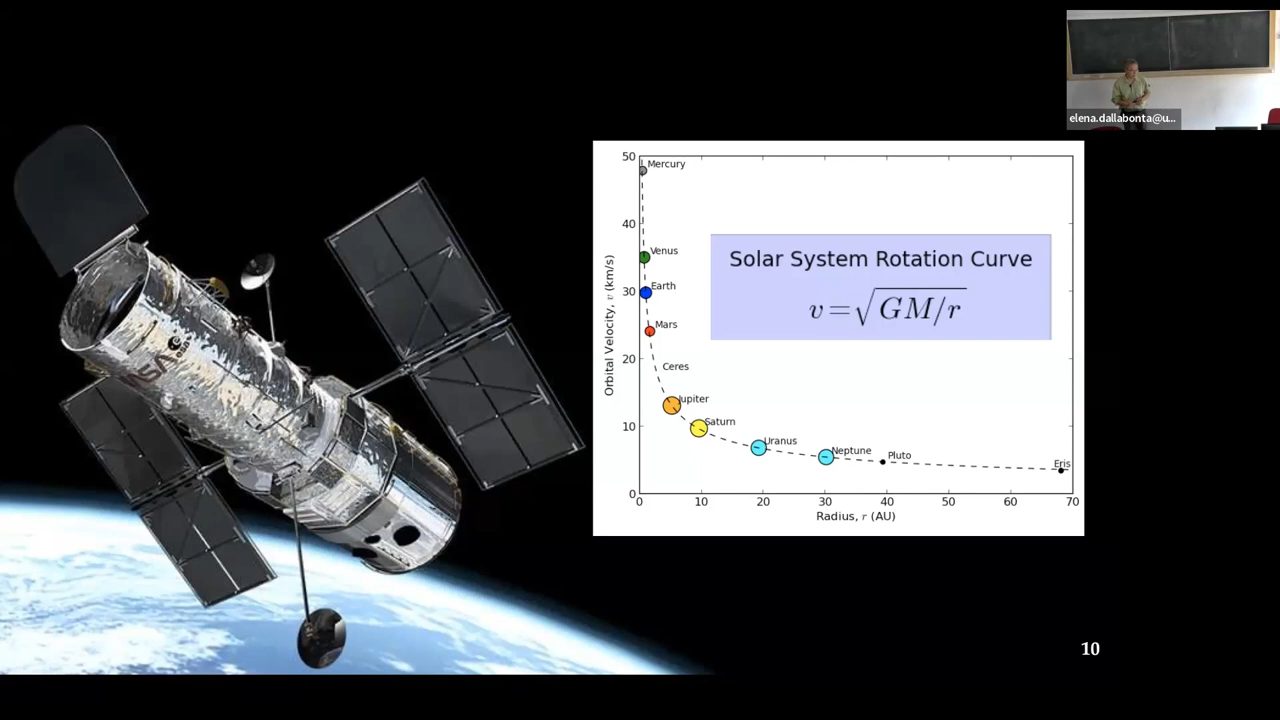 elena.dallabonta@u...
50
Mercury
40
Venus
Solar System Rotation Curve
v = √GM/r
Earth
30
Mars
20
Ceres
Jupiter
10
Saturn
Uranus
Neptune
Pluto
Eris
0
0 10 20 30 40 50 60 70
Radius, r (AU)
Orbital Velocity, v (km/s)
NASA
10